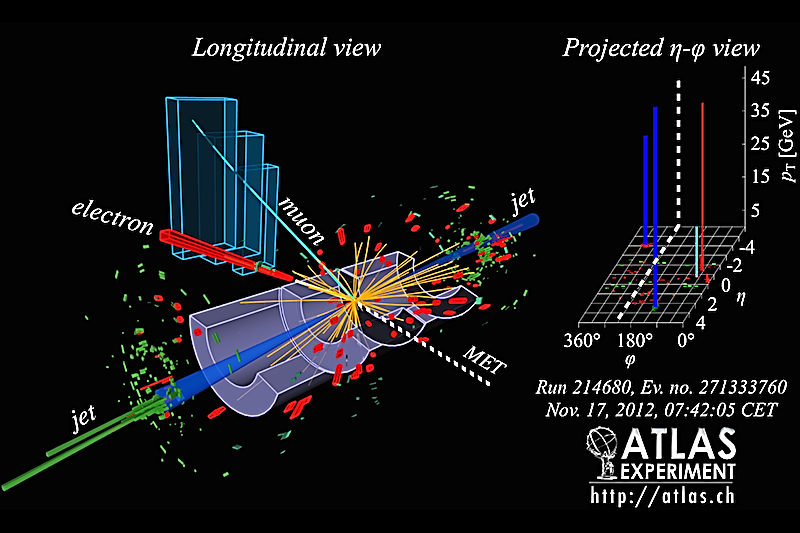 Longitudinal view
Projected η-φ view
electron
muon
jet
jet
MET
45
35
25
15
5
pT [GeV]
-4
-2
0
2
4
η
360° 180° 0°
φ
Run 214680, Ev. no. 271333760
Nov. 17, 2012, 07:42:05 CET
ATLAS
EXPERIMENT
http://atlas.ch